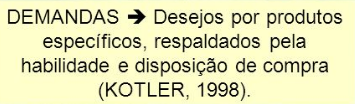 DEMANDAS ➔ Desejos por produtos
específicos, respaldados pela
habilidade e disposição de compra
(KOTLER, 1998).